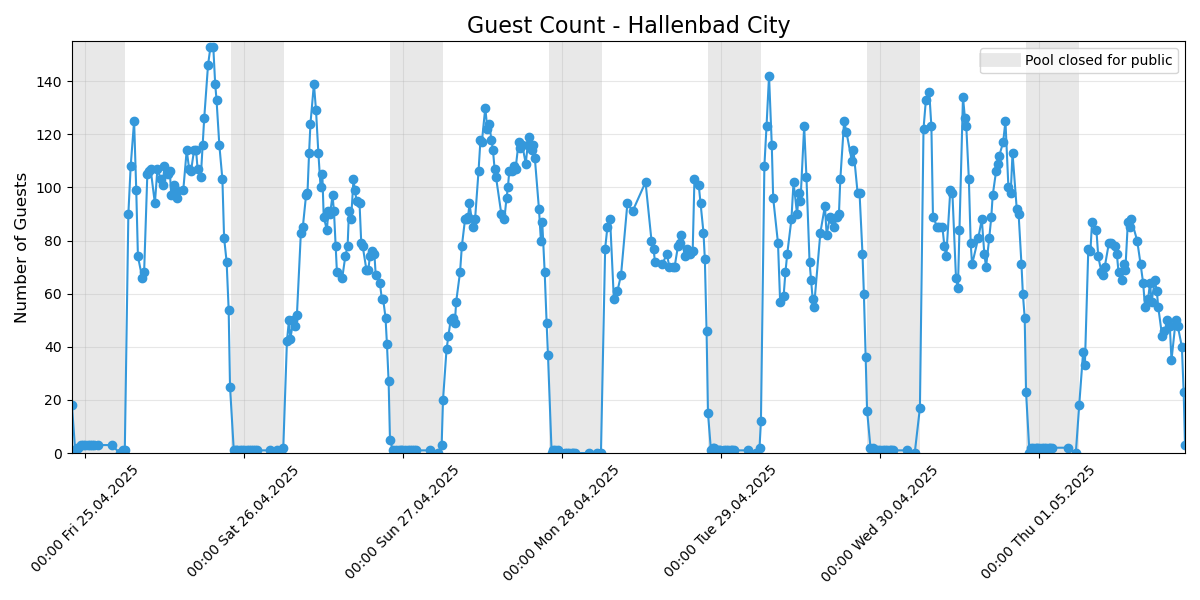 Guest Count - Hallenbad City
Pool closed for public
Number of Guests
140
120
100
80
60
40
20
0
00:00 Fri 25.04.2025
00:00 Sat 26.04.2025
00:00 Sun 27.04.2025
00:00 Mon 28.04.2025
00:00 Tue 29.04.2025
00:00 Wed 30.04.2025
00:00 Thu 01.05.2025